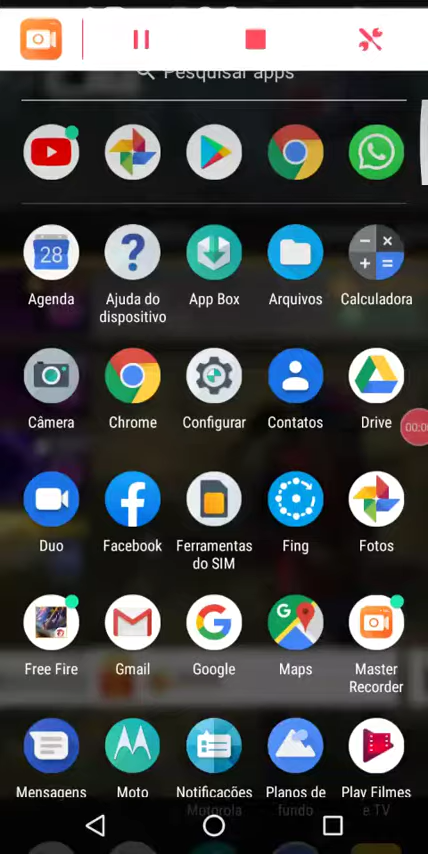 Pesquisar apps
28
Agenda
Ajuda do
dispositivo
App Box
Arquivos
Calculadora
Câmera
Chrome
Configurar
Contatos
Drive
00:0
Duo
Facebook
Ferramentas
do SIM
Fing
Fotos
Free Fire
Gmail
Google
Maps
Master
Recorder
Mensagens
Moto
Notificações
Motorola
Planos de
fundo
Play Filmes
e TV